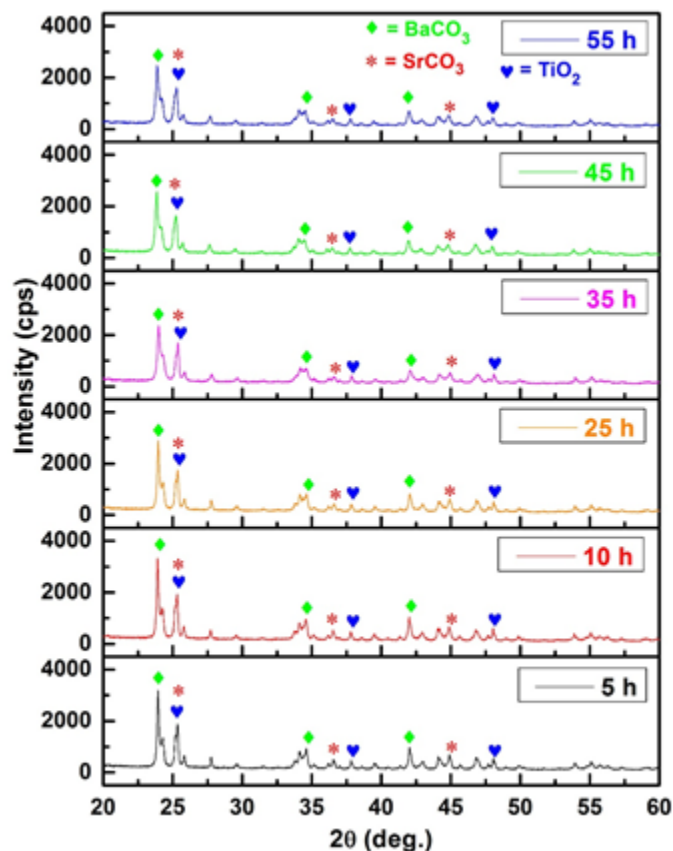 ♦ = BaCO₃
55 h
* = SrCO₃
♥ = TiO₂
4000
2000
0
45 h
4000
2000
0
35 h
4000
2000
0
25 h
4000
2000
0
10 h
4000
2000
0
5 h
4000
2000
0
Intensity (cps)
20 25 30 35 40 45 50 55 60
2θ (deg.)